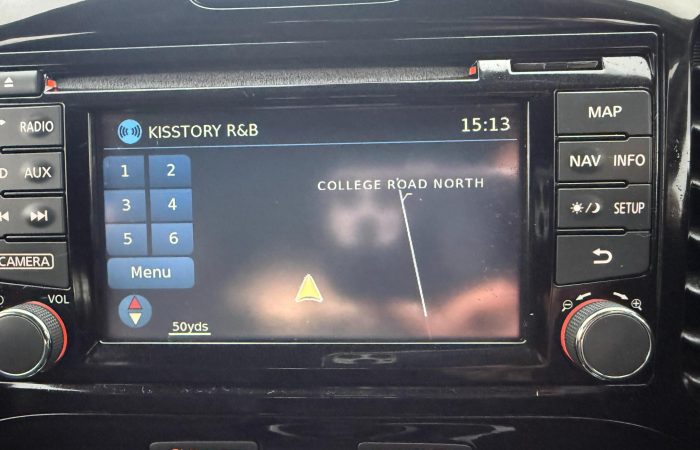 KISSTORY R&B
15:13
1
2
3
4
5
6
Menu
50yds
COLLEGE ROAD NORTH
RADIO
AUX
CAMERA
VOL
MAP
NAV
INFO
SETUP